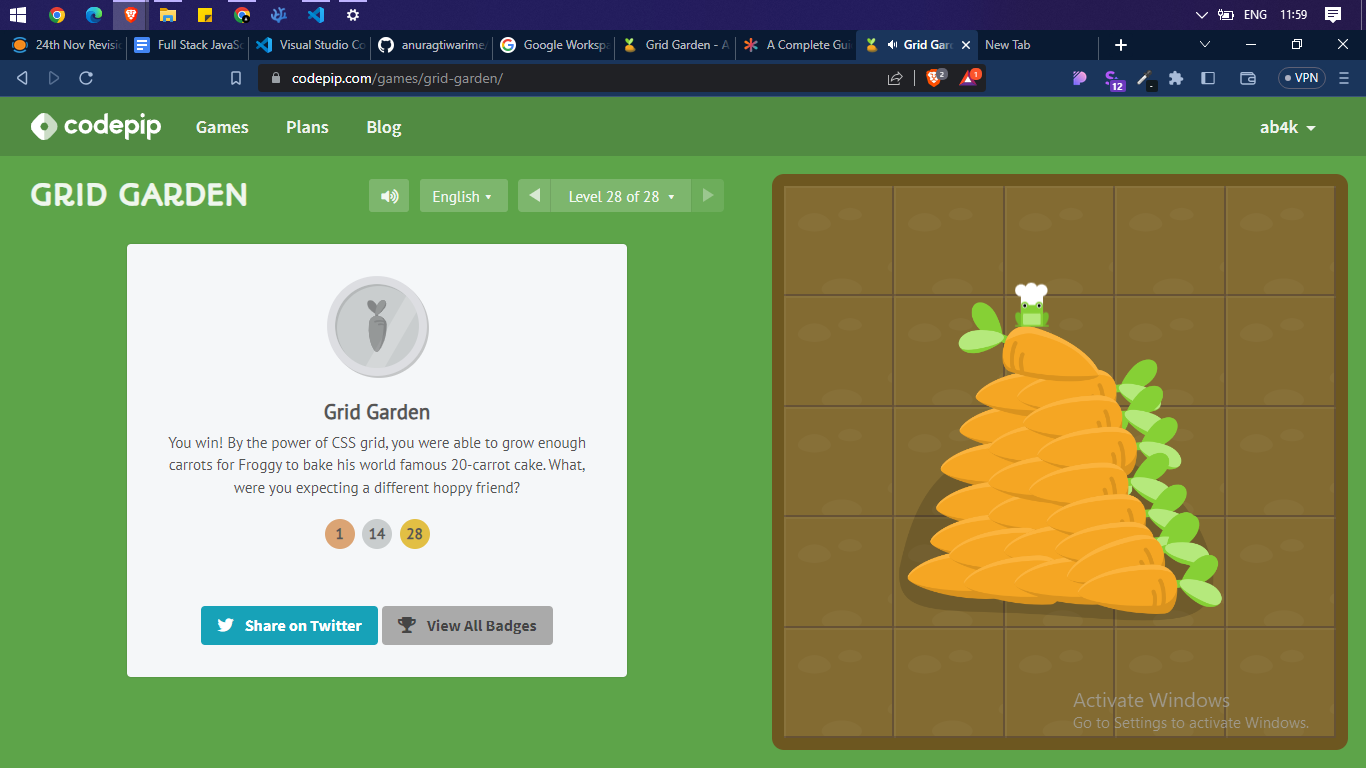 ENG 11:59
24th Nov Revisi
Full Stack JavaSc
Visual Studio Co
anuragtiwarime/
Google Workspa
Grid Garden - A
A Complete Gui
Grid Gar
New Tab
codepip.com/games/grid-garden/
2
1
12
VPN
codepip
Games
Plans
Blog
ab4k
GRID GARDEN
English
Level 28 of 28
Grid Garden
You win! By the power of CSS grid, you were able to grow enough
carrots for Froggy to bake his world famous 20-carrot cake. What,
were you expecting a different hoppy friend?
1 14 28
Share on Twitter
View All Badges
Activate Windows
Go to Settings to activate Windows.